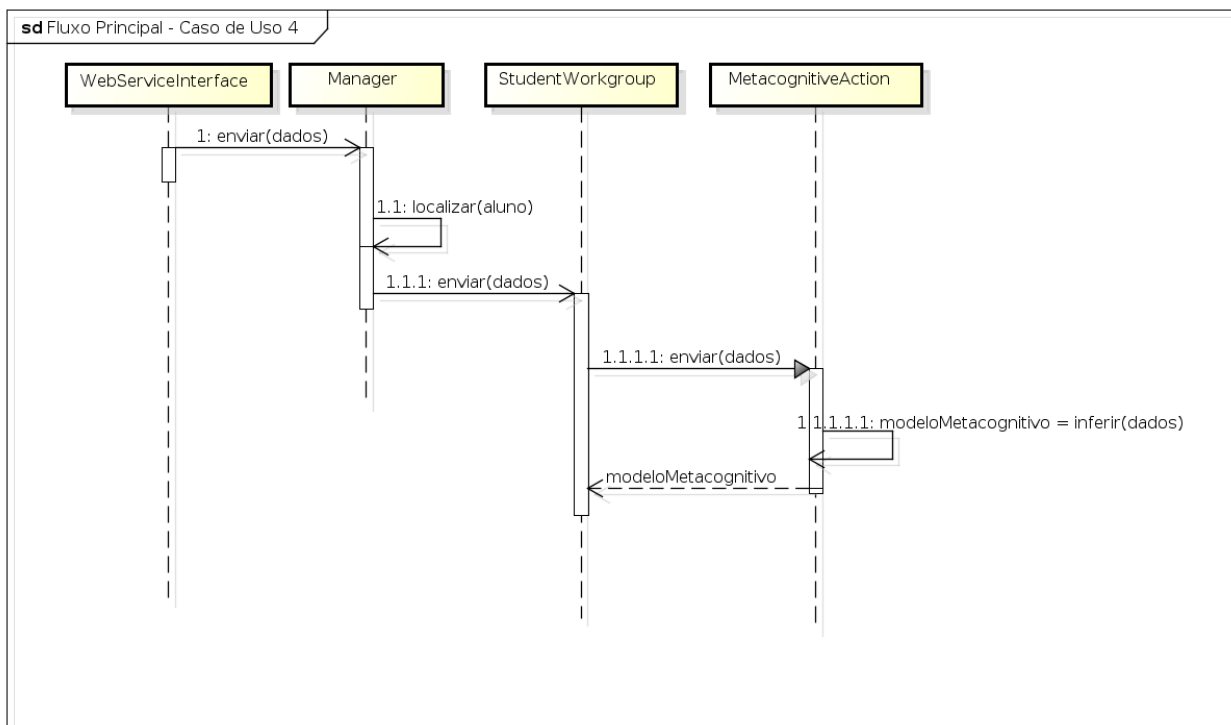 sd Fluxo Principal - Caso de Uso 4
WebServiceInterface
Manager
StudentWorkgroup
MetacognitiveAction
1: enviar(dados)
1.1: localizar(aluno)
1.1.1: enviar(dados)
1.1.1.1: enviar(dados)
1.1.1.1.1: modeloMetacognitivo = inferir(dados)
modeloMetacognitivo